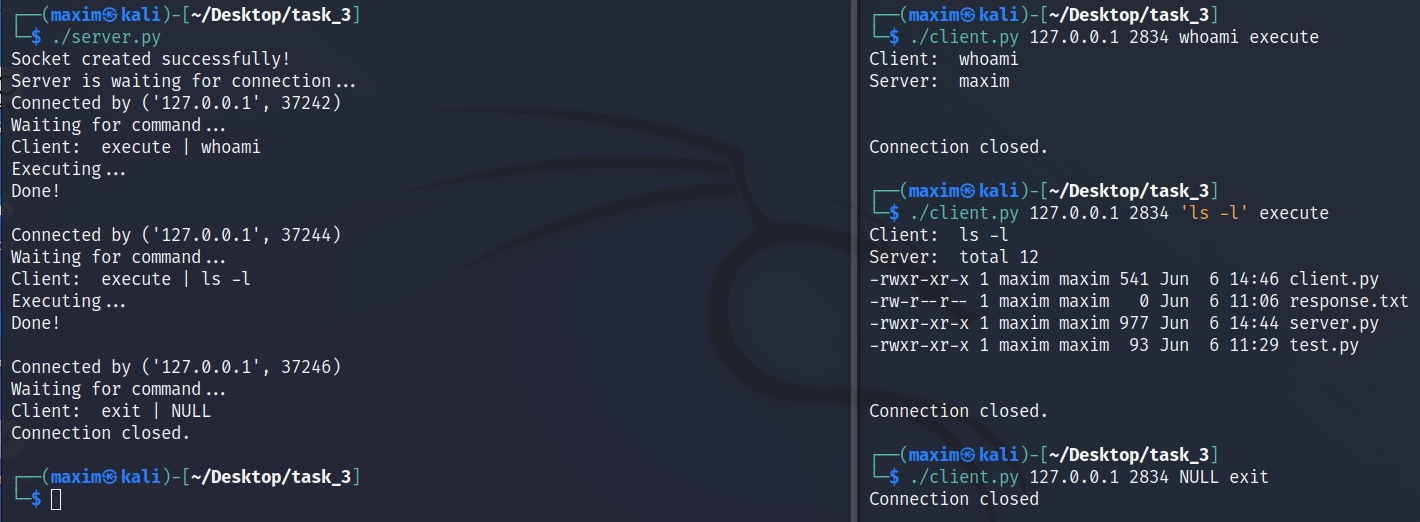 ┌──(maxim㉿kali)-[~/Desktop/task_3]
└─$ ./server.py
Socket created successfully!
Server is waiting for connection...
Connected by ('127.0.0.1', 37242)
Waiting for command...
Client:  execute | whoami
Executing...
Done!

Connected by ('127.0.0.1', 37244)
Waiting for command...
Client:  execute | ls -l
Executing...
Done!

Connected by ('127.0.0.1', 37246)
Waiting for command...
Client:  exit | NULL
Connection closed.

┌──(maxim㉿kali)-[~/Desktop/task_3]
└─$

┌──(maxim㉿kali)-[~/Desktop/task_3]
└─$ ./client.py 127.0.0.1 2834 whoami execute
Client:  whoami
Server:  maxim

Connection closed.

┌──(maxim㉿kali)-[~/Desktop/task_3]
└─$ ./client.py 127.0.0.1 2834 'ls -l' execute
Client:  ls -l
Server:  total 12
-rwxr-xr-x 1 maxim maxim 541 Jun  6 14:46 client.py
-rw-r--r-- 1 maxim maxim   0 Jun  6 11:06 response.txt
-rwxr-xr-x 1 maxim maxim 977 Jun  6 14:44 server.py
-rwxr-xr-x 1 maxim maxim  93 Jun  6 11:29 test.py

Connection closed.

┌──(maxim㉿kali)-[~/Desktop/task_3]
└─$ ./client.py 127.0.0.1 2834 NULL exit
Connection closed